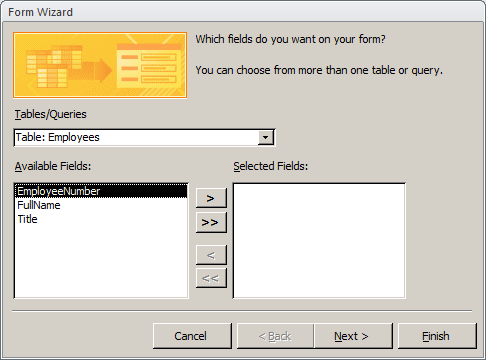 Form Wizard
Which fields do you want on your form?
You can choose from more than one table or query.
Tables/Queries
Table: Employees
Available Fields:
Selected Fields:
EmployeeNumber
FullName
Title
>
>>
<
<<
Cancel
< Back
Next >
Finish